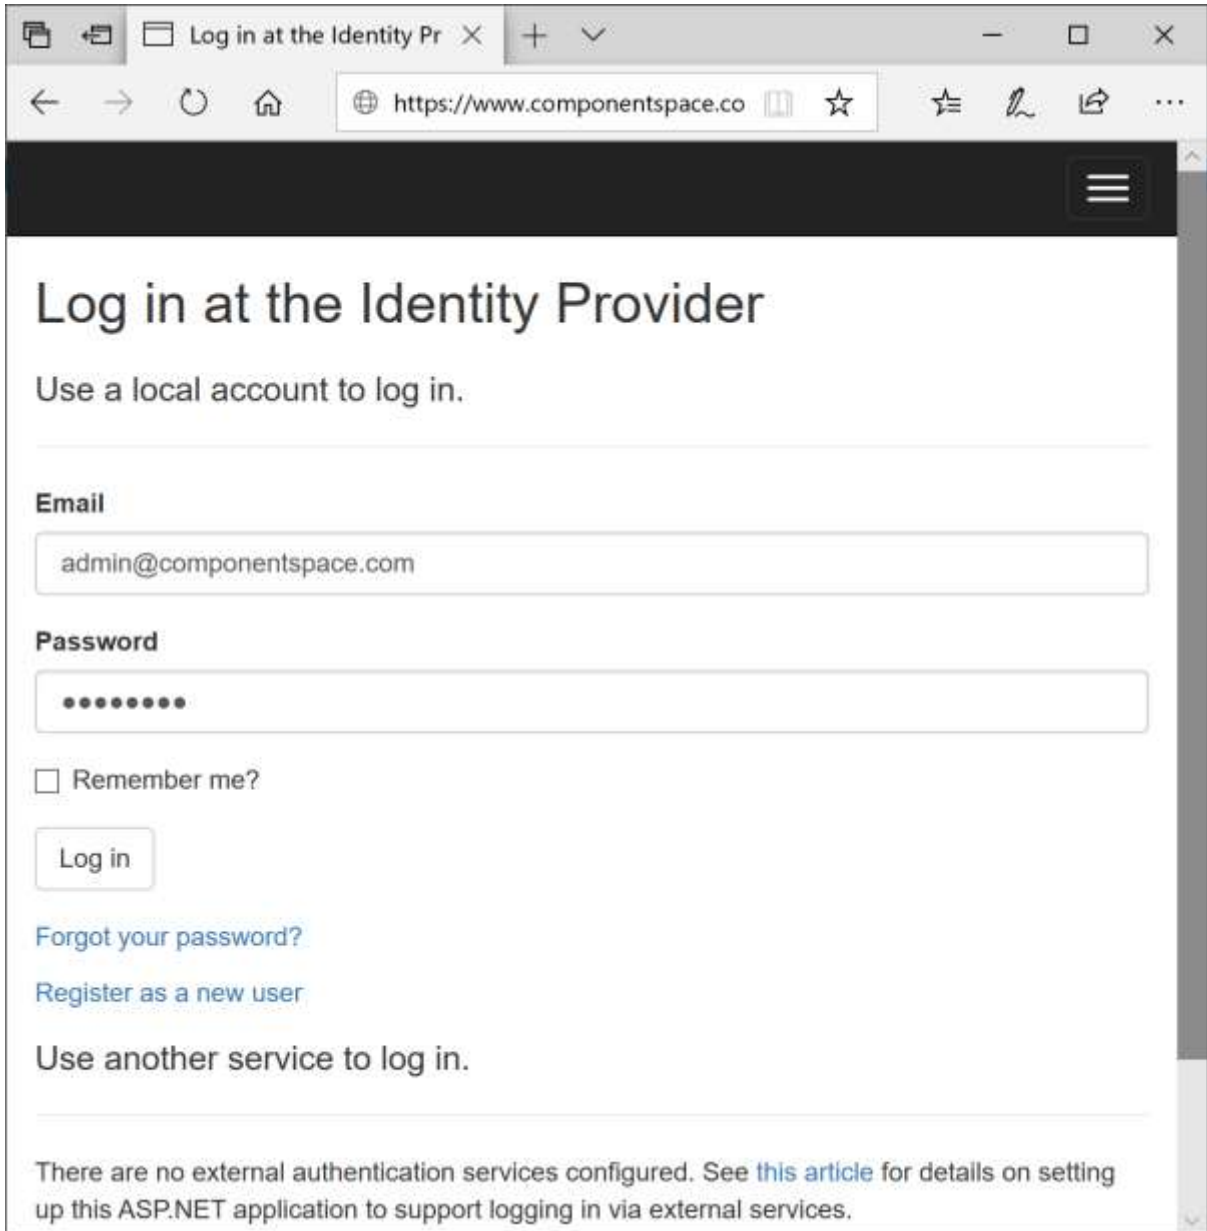 Log in at the Identity Pr
https://www.componentspace.co
Log in at the Identity Provider
Use a local account to log in.
Email
admin@componentspace.com
Password
Remember me?
Log in
Forgot your password?
Register as a new user
Use another service to log in.
There are no external authentication services configured. See this article for details on setting
up this ASP.NET application to support logging in via external services.